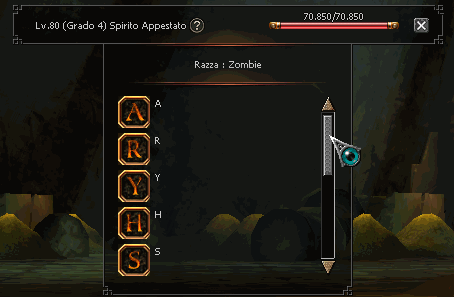 Lv.80 (Grado 4) Spirito Appestato ?
70.850/70.850
Razza : Zombie
A A
R R
Y Y
H H
S S